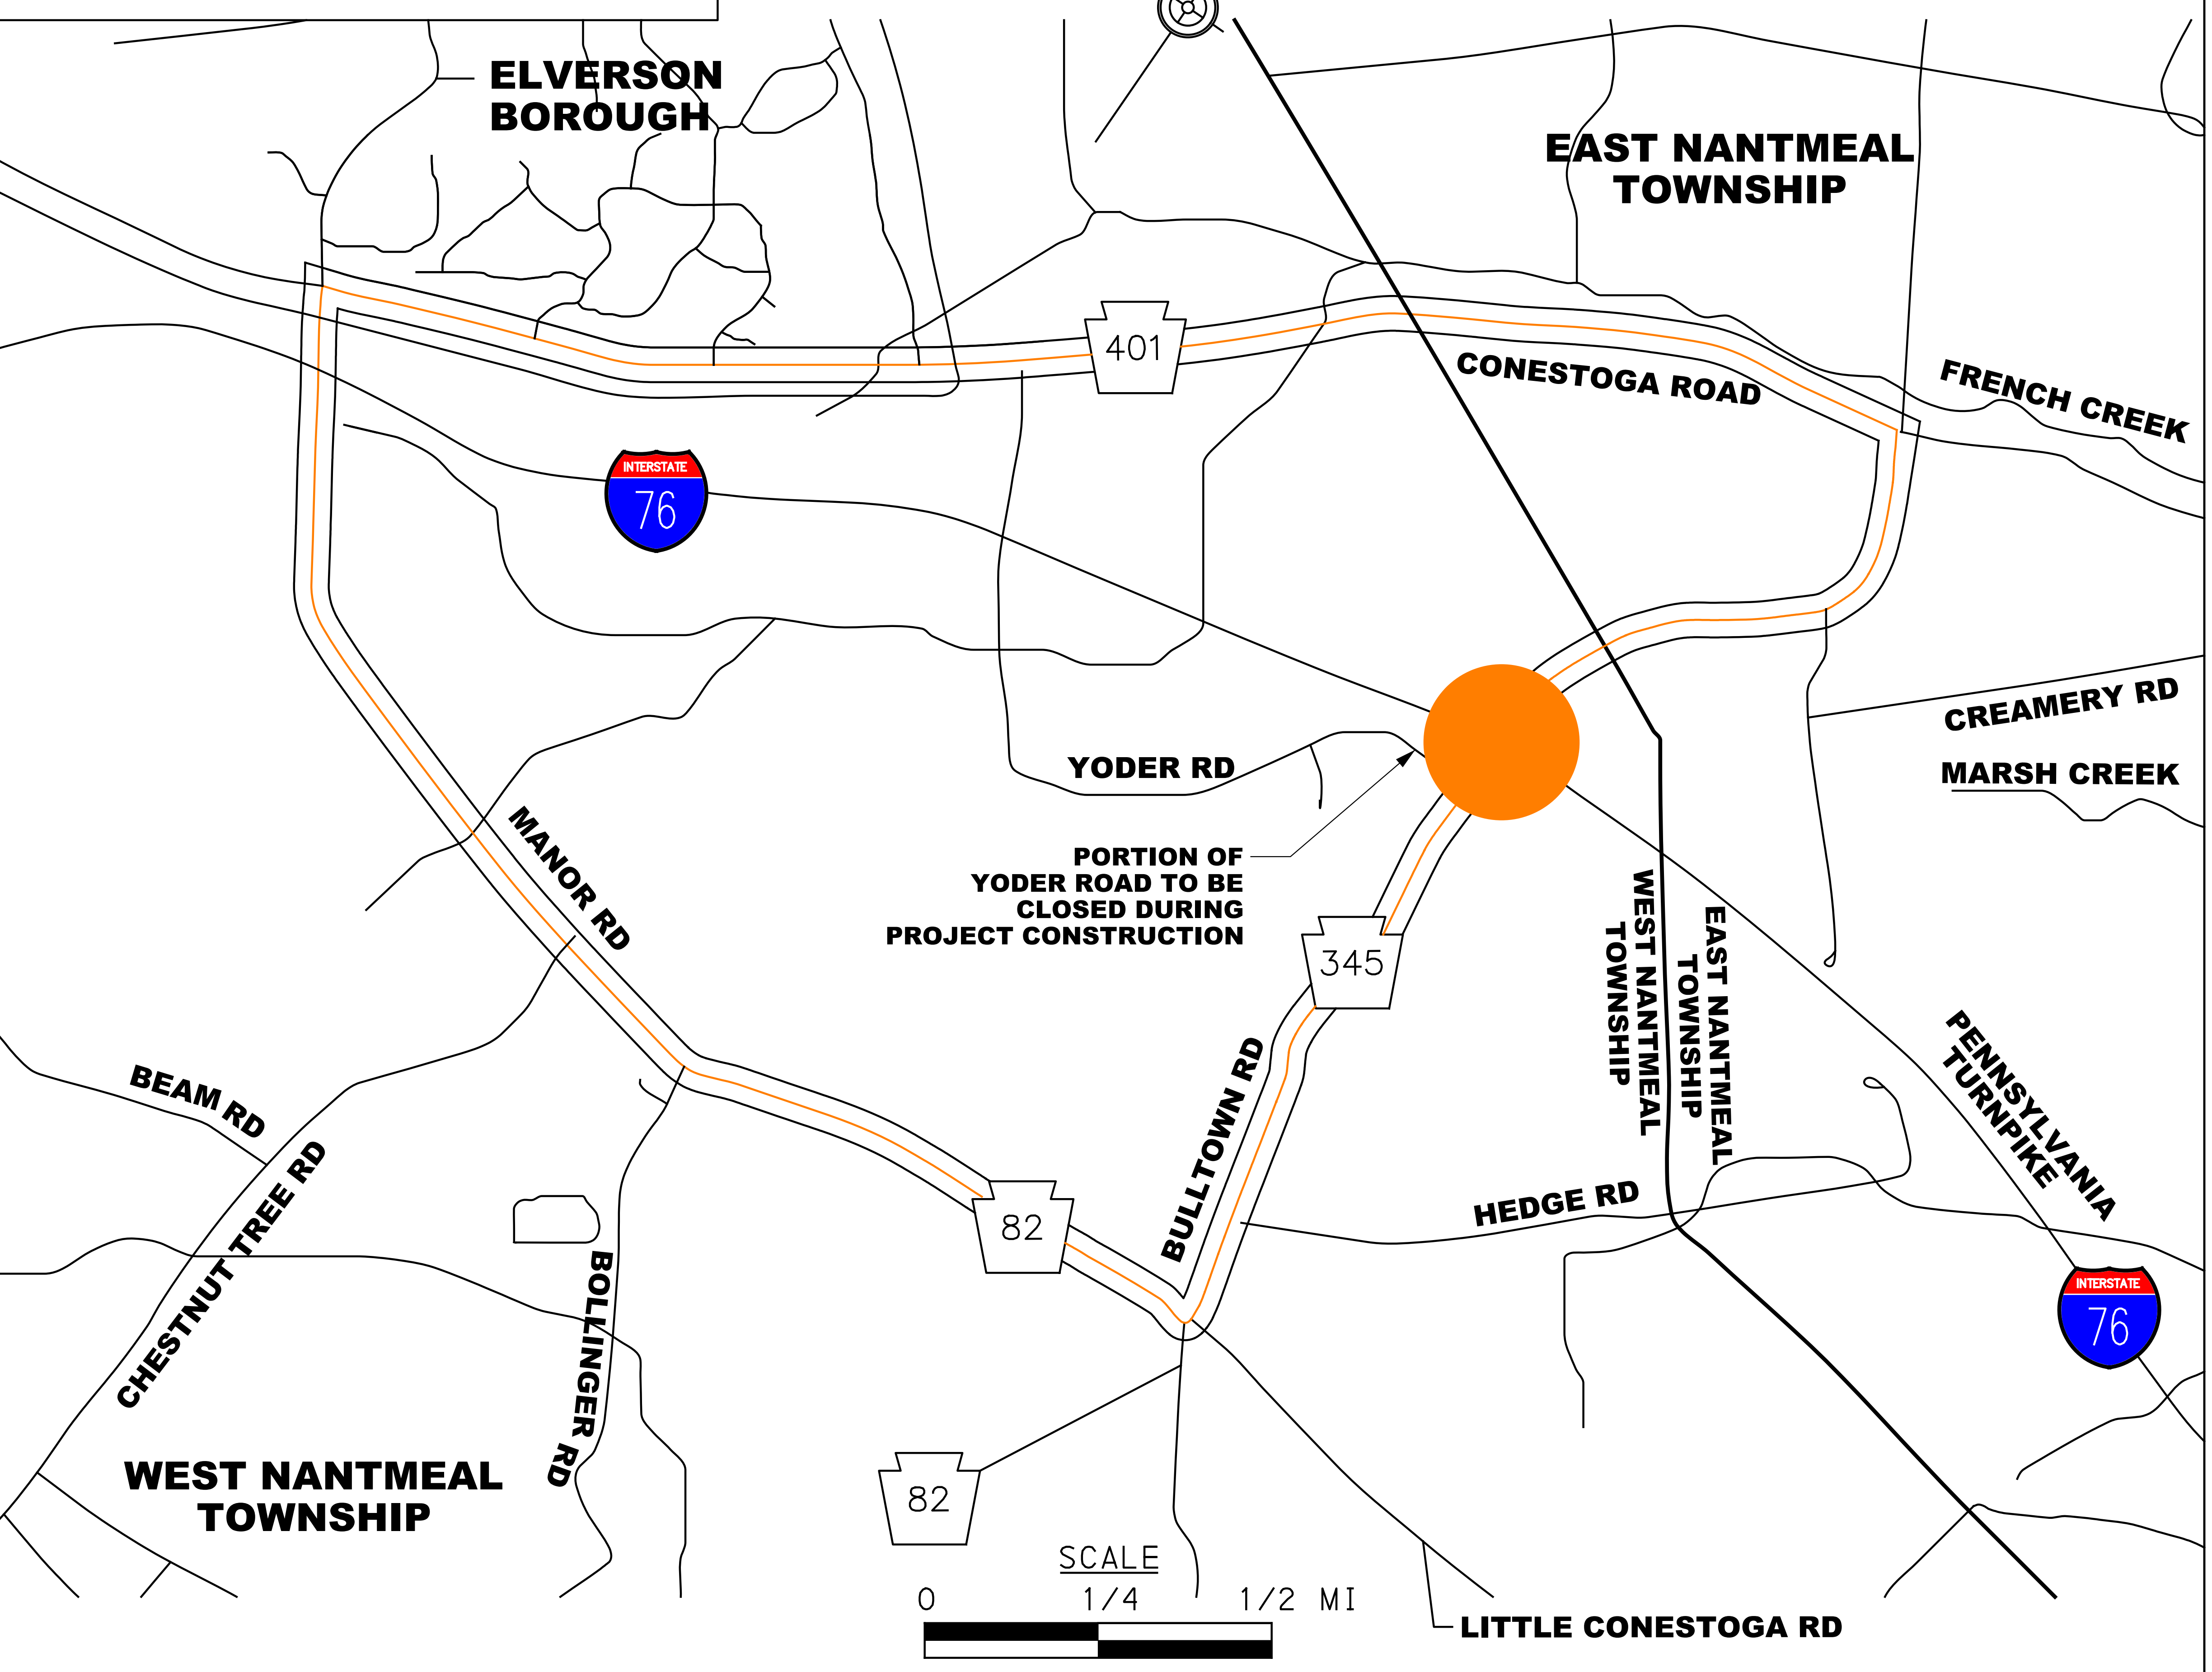 ELVERSON
BOROUGH
EAST NANTMEAL
TOWNSHIP
401
CONESTOGA ROAD
FRENCH CREEK
INTERSTATE
76
CREAMERY RD
YODER RD
MARSH CREEK
MANOR RD
PORTION OF
YODER ROAD TO BE
CLOSED DURING
PROJECT CONSTRUCTION
WEST NANTMEAL
TOWNSHIP
EAST NANTMEAL
TOWNSHIP
345
BULLTOWN RD
PENNSYLVANIA
TURNPIKE
BEAM RD
CHESTNUT TREE RD
HEDGE RD
82
BOLLINGER RD
INTERSTATE
76
WEST NANTMEAL
TOWNSHIP
82
SCALE
0 1/4 1/2 MI
LITTLE CONESTOGA RD